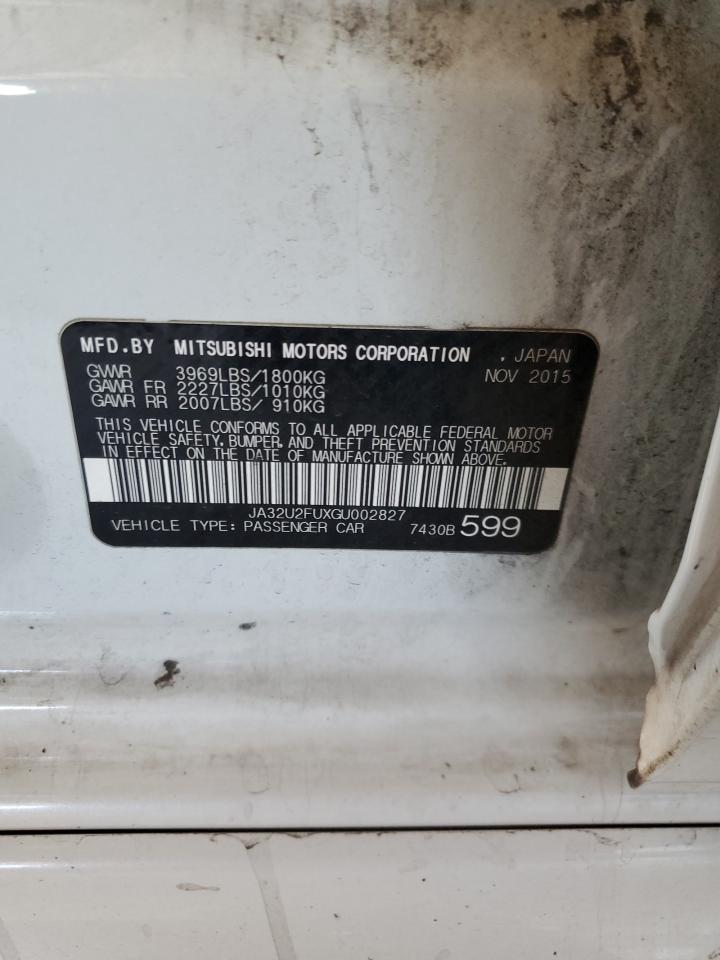 MFD.BY MITSUBISHI MOTORS CORPORATION , JAPAN
GVWR 3969LBS/1800KG NOV 2015
GAWR FR 2227LBS/1010KG
GAWR RR 2007LBS/ 910KG
THIS VEHICLE CONFORMS TO ALL APPLICABLE FEDERAL MOTOR
VEHICLE SAFETY, BUMPER, AND THEFT PREVENTION STANDARDS
IN EFFECT ON THE DATE OF MANUFACTURE SHOWN ABOVE.
JA32U2FUXGU002827
VEHICLE TYPE: PASSENGER CAR 7430B 599